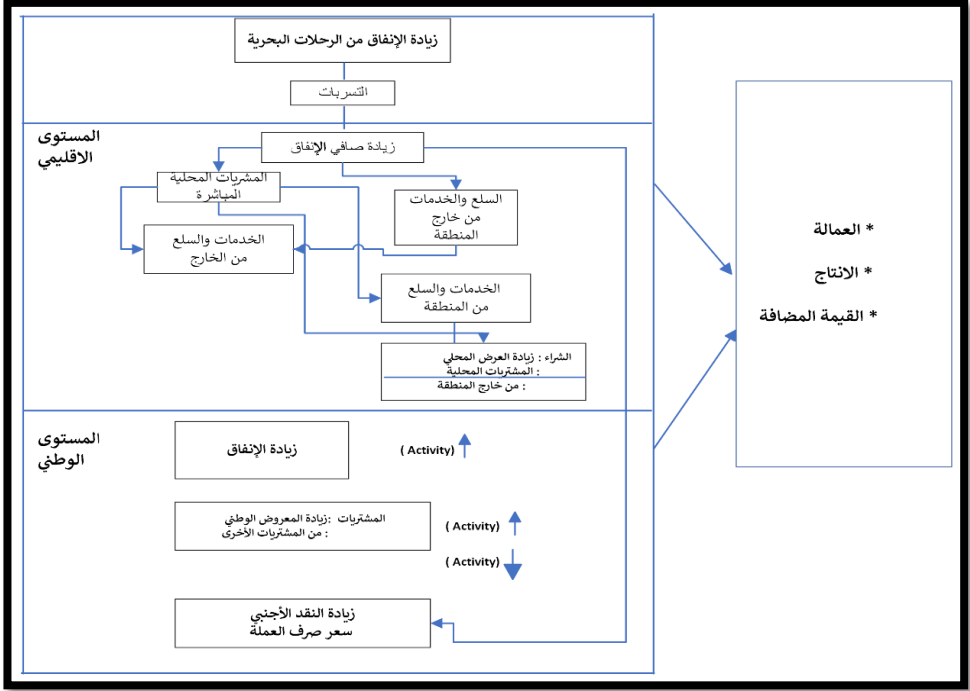 زيادة الإنفاق من الرحلات البحرية
التسربات
المستوى
الاقليمي
زيادة صافي الإنفاق
المشريات المحلية
المباشرة
السلع والخدمات
من خارج
المنطقة
الخدمات والسلع
من الخارج
الخدمات والسلع
من المنطقة
الشراء : زيادة العرض المحلي
: المشتريات المحلية
: من خارج المنطقة
المستوى
الوطني
زيادة الإنفاق
( Activity)
المشتريات :زيادة المعروض الوطني
: من المشتريات الأخرى
( Activity)
( Activity)
زيادة النقد الأجنبي
سعر صرف العملة
* العمالة
* الانتاج
* القيمة المضافة